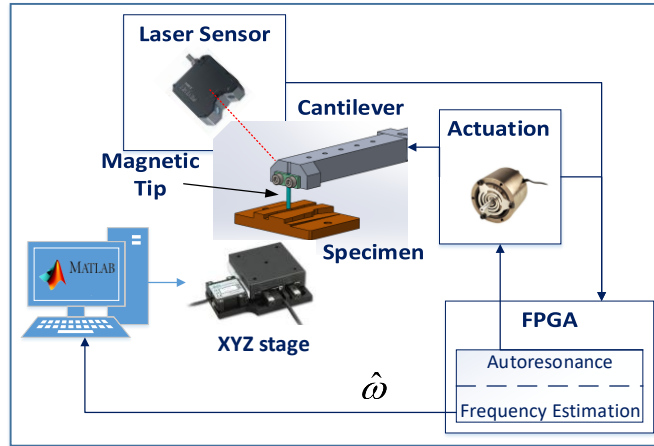 Laser Sensor
Cantilever
Actuation
Magnetic
Tip
Specimen
MATLAB
XYZ stage
FPGA
Autoresonance
Frequency Estimation
ω̂